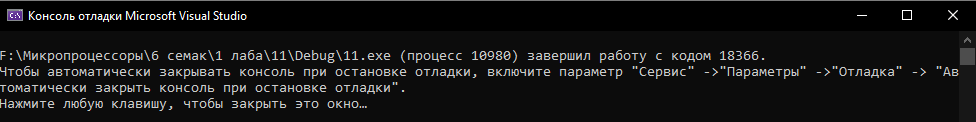 Консоль отладки Microsoft Visual Studio
F:\Микропроцессоры\6 семак\1 лаба\11\Debug\11.exe (процесс 10980) завершил работу с кодом 18366.
Чтобы автоматически закрывать консоль при остановке отладки, включите параметр "Сервис" ->"Параметры" ->"Отладка" -> "Ав
томатически закрыть консоль при остановке отладки".
Нажмите любую клавишу, чтобы закрыть это окно…